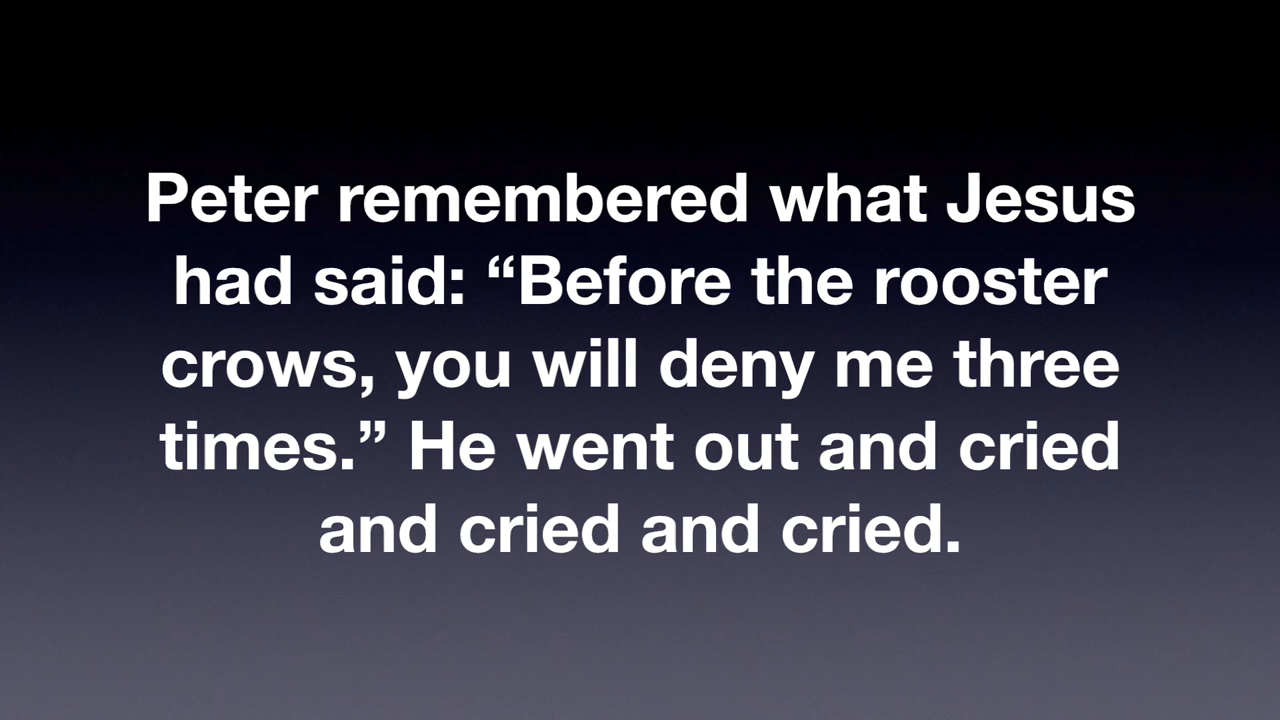 Peter remembered what Jesus
had said: “Before the rooster
crows, you will deny me three
times.” He went out and cried
and cried and cried.